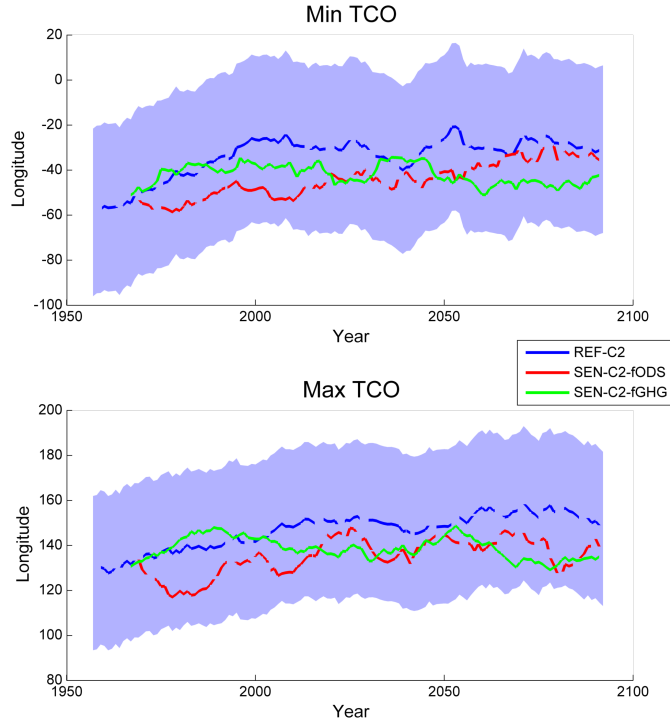 Min TCO
20
0
-20
-40
-60
-80
-100
Longitude
1950
2000
2050
2100
Year
REF-C2
SEN-C2-fODS
SEN-C2-fGHG
Max TCO
200
180
160
140
120
100
80
Longitude
1950
2000
2050
2100
Year